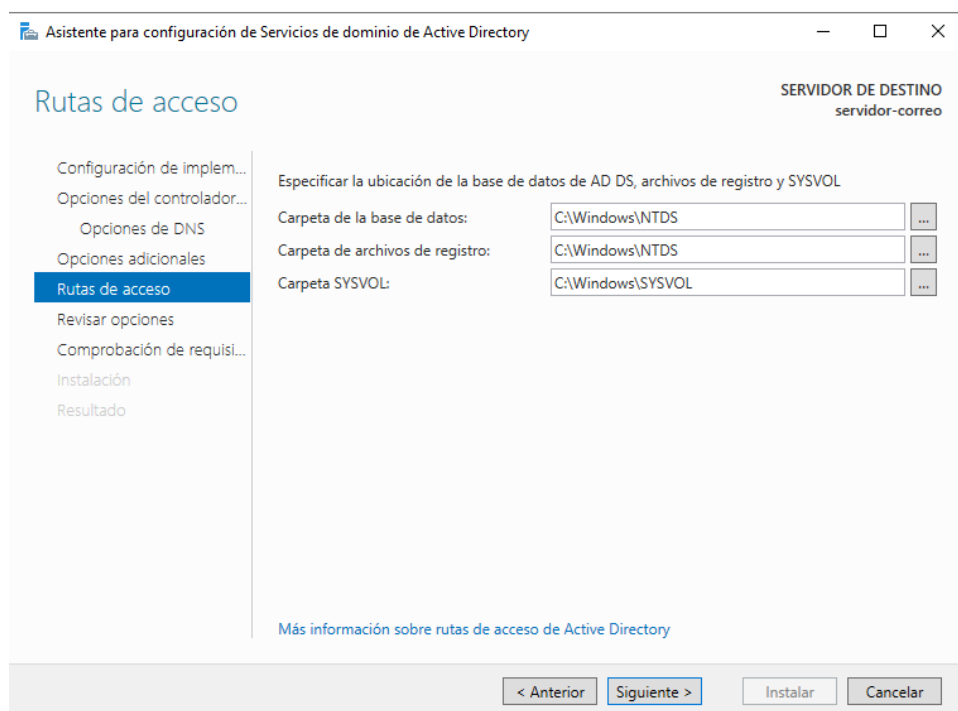 Asistente para configuración de Servicios de dominio de Active Directory
Rutas de acceso
SERVIDOR DE DESTINO
servidor-correo
Configuración de implem...
Opciones del controlador...
Opciones de DNS
Opciones adicionales
Rutas de acceso
Revisar opciones
Comprobación de requisi...
Instalación
Resultado
Especificar la ubicación de la base de datos de AD DS, archivos de registro y SYSVOL
Carpeta de la base de datos: C:\Windows\NTDS ...
Carpeta de archivos de registro: C:\Windows\NTDS ...
Carpeta SYSVOL: C:\Windows\SYSVOL ...
Más información sobre rutas de acceso de Active Directory
< Anterior Siguiente > Instalar Cancelar